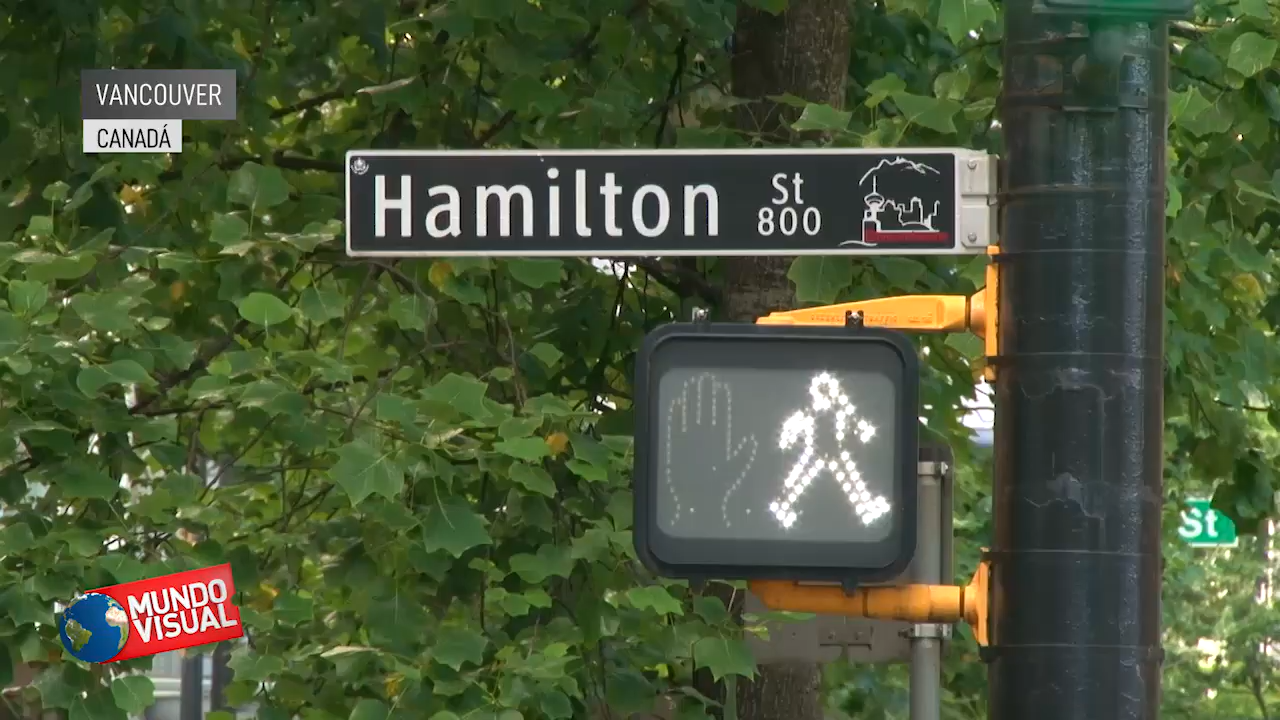 VANCOUVER
CANADÁ
Hamilton St
800
St
MUNDO
VISUAL